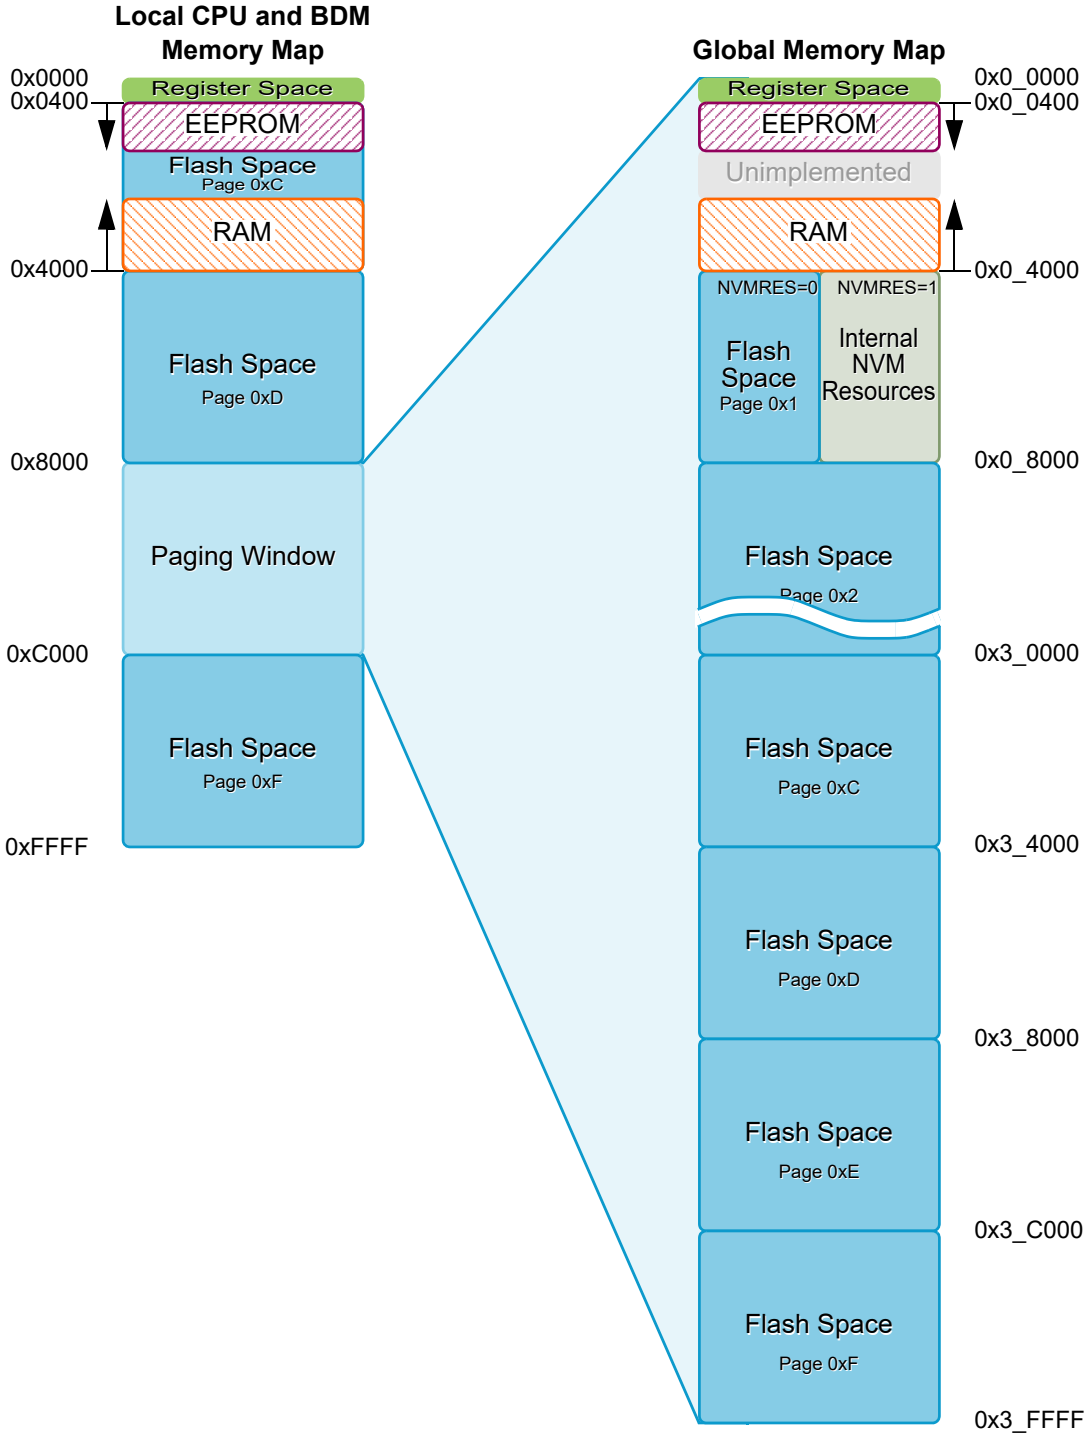 Local CPU and BDM
Memory Map
0x0000
Register Space
0x0400
EEPROM
Flash Space
Page 0xC
RAM
0x4000
Flash Space
Page 0xD
0x8000
Paging Window
0xC000
Flash Space
Page 0xF
0xFFFF
Global Memory Map
0x0_0000
Register Space
0x0_0400
EEPROM
Unimplemented
RAM
0x0_4000
NVMRES=0
Flash
Space
Page 0x1
NVMRES=1
Internal
NVM
Resources
0x0_8000
Flash Space
Page 0x2
0x3_0000
Flash Space
Page 0xC
0x3_4000
Flash Space
Page 0xD
0x3_8000
Flash Space
Page 0xE
0x3_C000
Flash Space
Page 0xF
0x3_FFFF